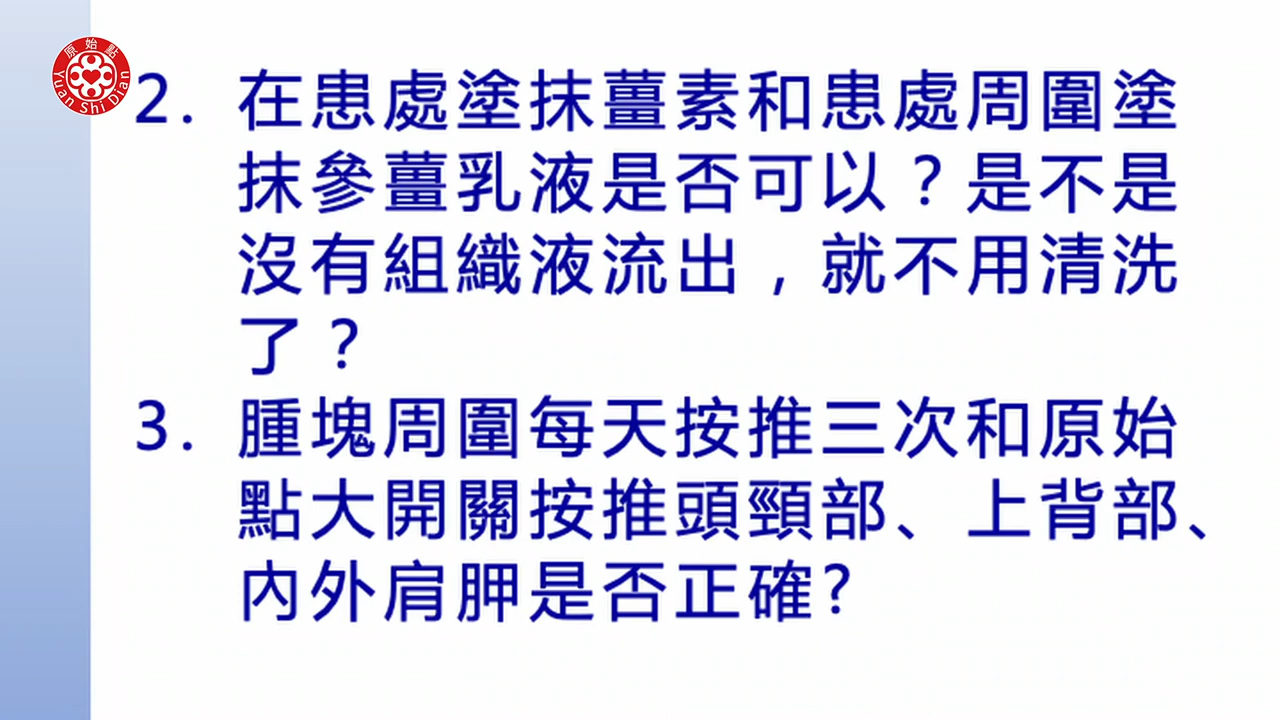 原始點
Yuan Shi Dian
2. 在患處塗抹薑素和患處周圍塗
抹參薑乳液是否可以？是不是
沒有組織液流出，就不用清洗
了？
3. 腫塊周圍每天按推三次和原始
點大開關按推頭頸部、上背部、
內外肩胛是否正確?